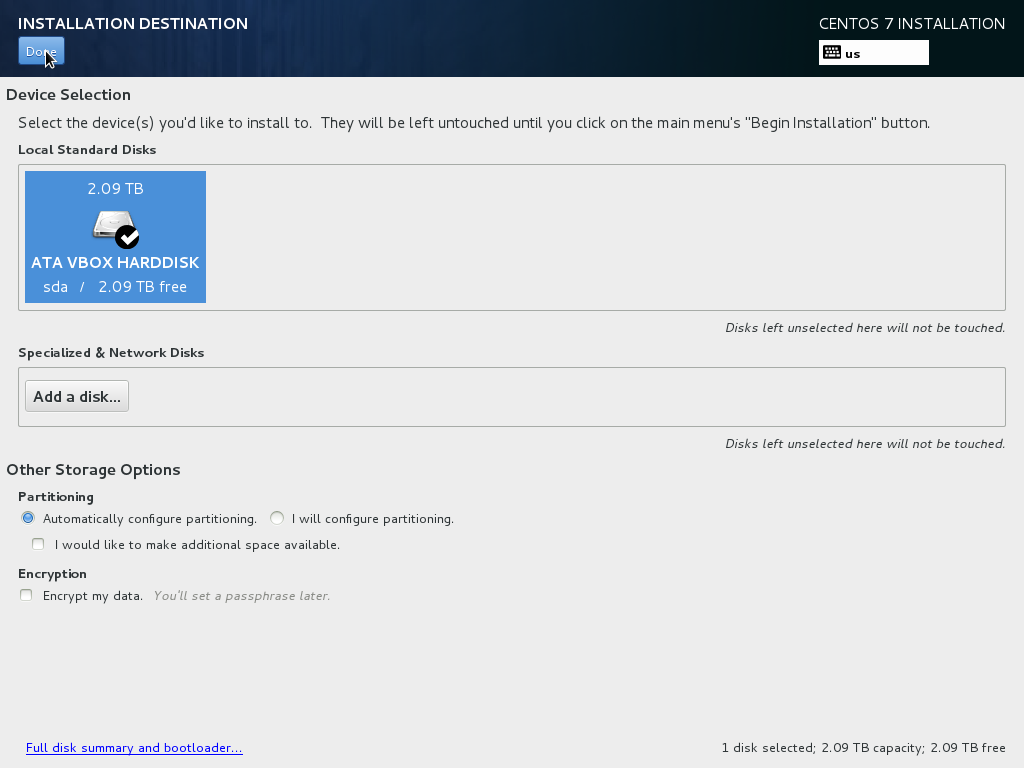 INSTALLATION DESTINATION
CENTOS 7 INSTALLATION
Done
us
Device Selection
Select the device(s) you'd like to install to.  They will be left untouched until you click on the main menu's "Begin Installation" button.
Local Standard Disks
2.09 TB
ATA VBOX HARDDISK
sda / 2.09 TB free
Disks left unselected here will not be touched.
Specialized & Network Disks
Add a disk...
Disks left unselected here will not be touched.
Other Storage Options
Partitioning
Automatically configure partitioning. I will configure partitioning.
I would like to make additional space available.
Encryption
Encrypt my data. You'll set a passphrase later.
Full disk summary and bootloader...
1 disk selected; 2.09 TB capacity; 2.09 TB free